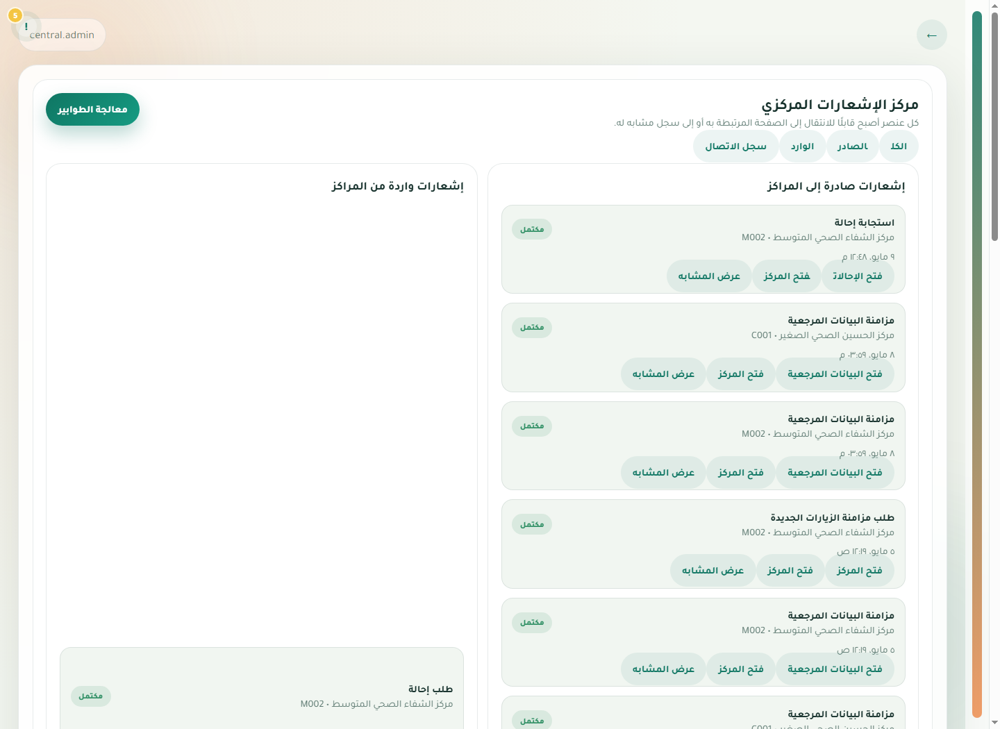 5
!
central.admin
←
مركز الإشعارات المركزي
كل عنصر أصبح قابلًا للانتقال إلى الصفحة المرتبطة به أو إلى سجل مشابه له.
معالجة الطوابير
الكل
الصادر
الوارد
سجل الاتصال
إشعارات صادرة إلى المراكز
استجابة إحالة
مكتمل
مركز الشفاء الصحي المتوسط • M002
٩ مايو، ١٢:٤٨ م
فتح الإحالات
فتح المركز
عرض المشابه
مزامنة البيانات المرجعية
مكتمل
مركز الحسين الصحي الصغير • C001
٨ مايو، ٠٣:٥٩ م
فتح البيانات المرجعية
فتح المركز
عرض المشابه
مزامنة البيانات المرجعية
مكتمل
مركز الشفاء الصحي المتوسط • M002
٨ مايو، ٠٣:٥٩ م
فتح البيانات المرجعية
فتح المركز
عرض المشابه
طلب مزامنة الزيارات الجديدة
مكتمل
مركز الشفاء الصحي المتوسط • M002
٥ مايو، ١٢:١٩ ص
فتح المركز
فتح المركز
عرض المشابه
مزامنة البيانات المرجعية
مكتمل
مركز الشفاء الصحي المتوسط • M002
٥ مايو، ١٢:١٩ ص
فتح البيانات المرجعية
فتح المركز
عرض المشابه
مزامنة البيانات المرجعية
مكتمل
مركز الحسين الصحي الصغير • C001
إشعارات واردة من المراكز
طلب إحالة
مكتمل
مركز الشفاء الصحي المتوسط • M002